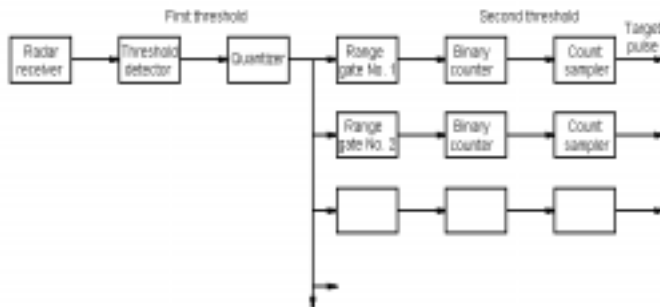 First threshold
Second threshold
Target
pulse
Radar
receiver
Threshold
detector
Quantizer
Range
gate No. 1
Binary
counter
Count
sampler
Range
gate No. 2
Binary
counter
Count
sampler